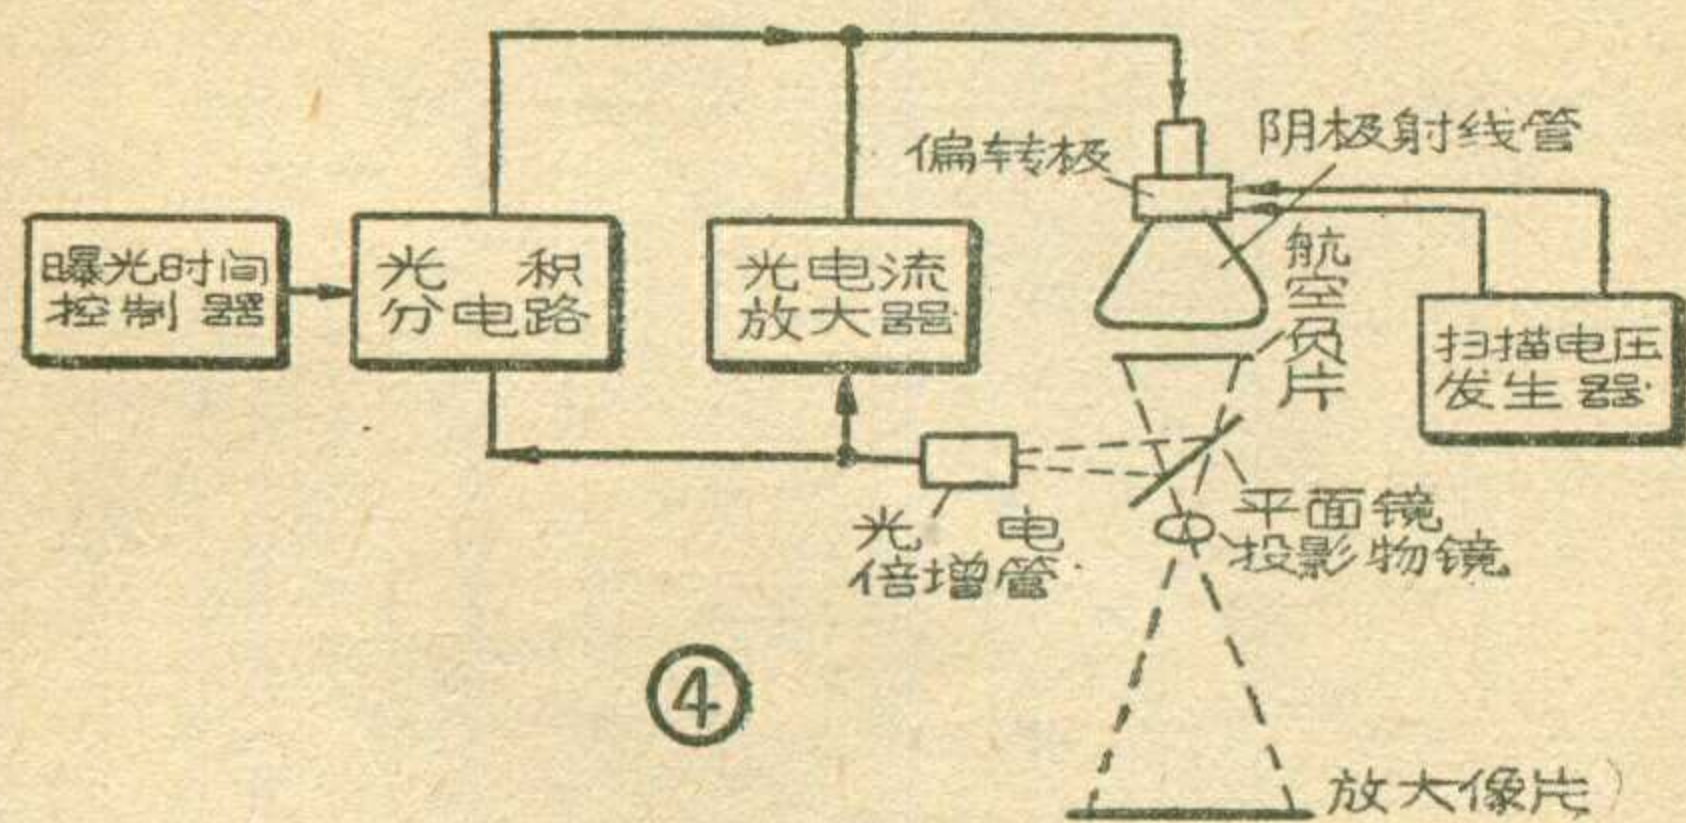 偏转极
阴极射线管
曝光时间
控制器
光积
分电路
光电流
放大器
航空负片
扫描电压
发生器
光电
倍增管
平面镜
投影物镜
④
放大像片